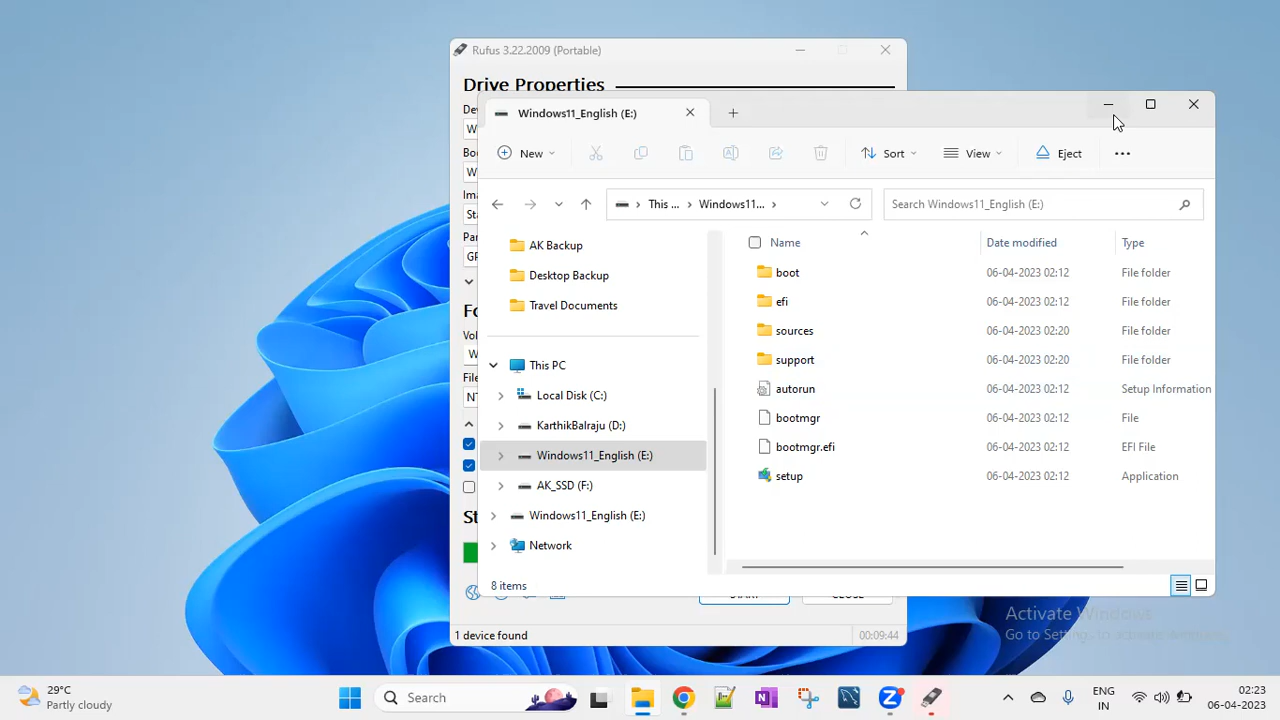 Rufus 3.22.2009 (Portable)
Drive Properties
Windows11_English (E:)
New
Sort
View
Eject
This ...
Windows11...
Search Windows11_English (E:)
AK Backup
Desktop Backup
Travel Documents
This PC
Local Disk (C:)
KarthikBalraju (D:)
Windows11_English (E:)
AK_SSD (F:)
Windows11_English (E:)
Network
Name Date modified Type
boot 06-04-2023 02:12 File folder
efi 06-04-2023 02:12 File folder
sources 06-04-2023 02:20 File folder
support 06-04-2023 02:20 File folder
autorun 06-04-2023 02:12 Setup Information
bootmgr 06-04-2023 02:12 File
bootmgr.efi 06-04-2023 02:12 EFI File
setup 06-04-2023 02:12 Application
8 items
1 device found
00:09:44
Activate Windows
Go to Settings to activate Windows.
29°C
Partly cloudy
Search
ENG
IN
02:23
06-04-2023